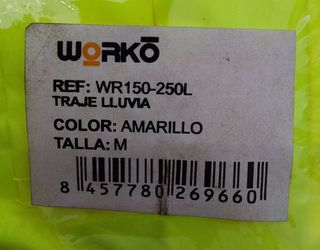 WORKŌ
REF: WR150-250L
TRAJE LLUVIA
COLOR: AMARILLO
TALLA: M
8 457780 269660